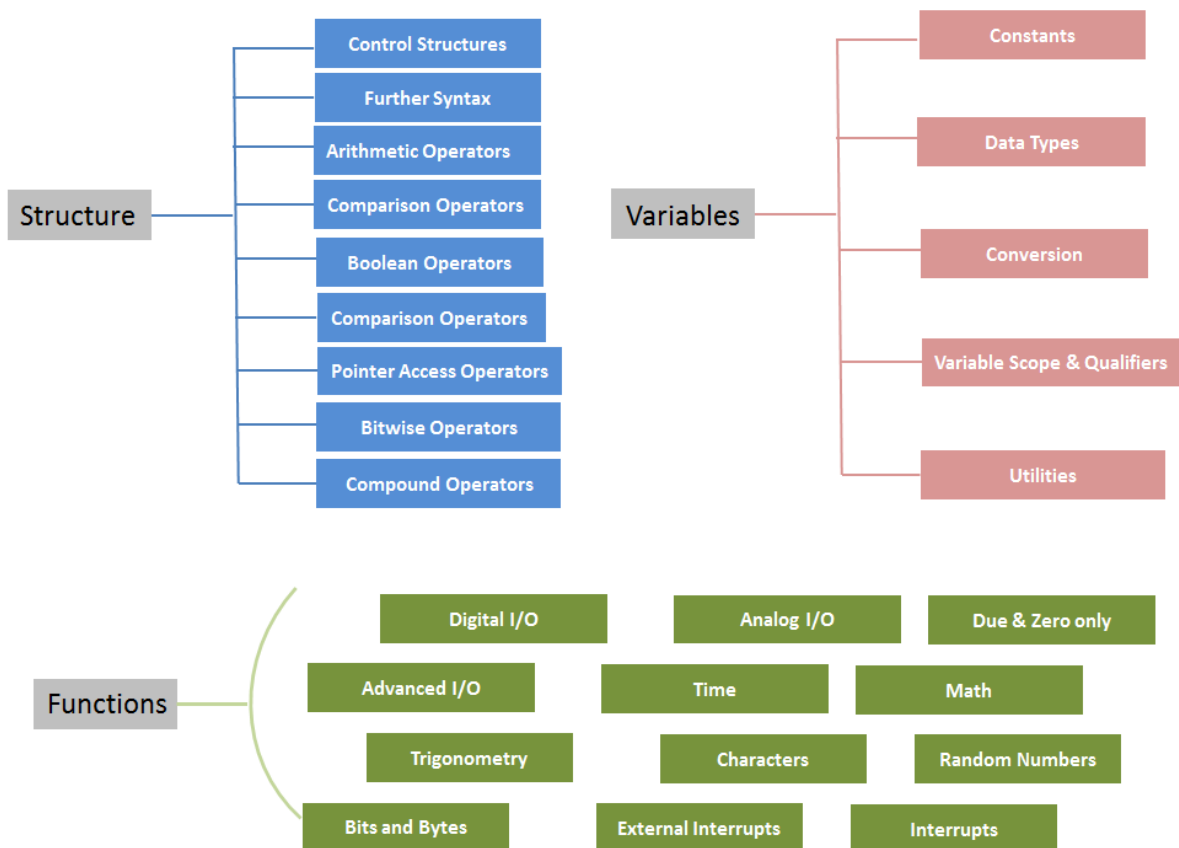 Structure
Control Structures
Further Syntax
Arithmetic Operators
Comparison Operators
Boolean Operators
Comparison Operators
Pointer Access Operators
Bitwise Operators
Compound Operators
Variables
Constants
Data Types
Conversion
Variable Scope & Qualifiers
Utilities
Functions
Digital I/O
Analog I/O
Due & Zero only
Advanced I/O
Time
Math
Trigonometry
Characters
Random Numbers
Bits and Bytes
External Interrupts
Interrupts